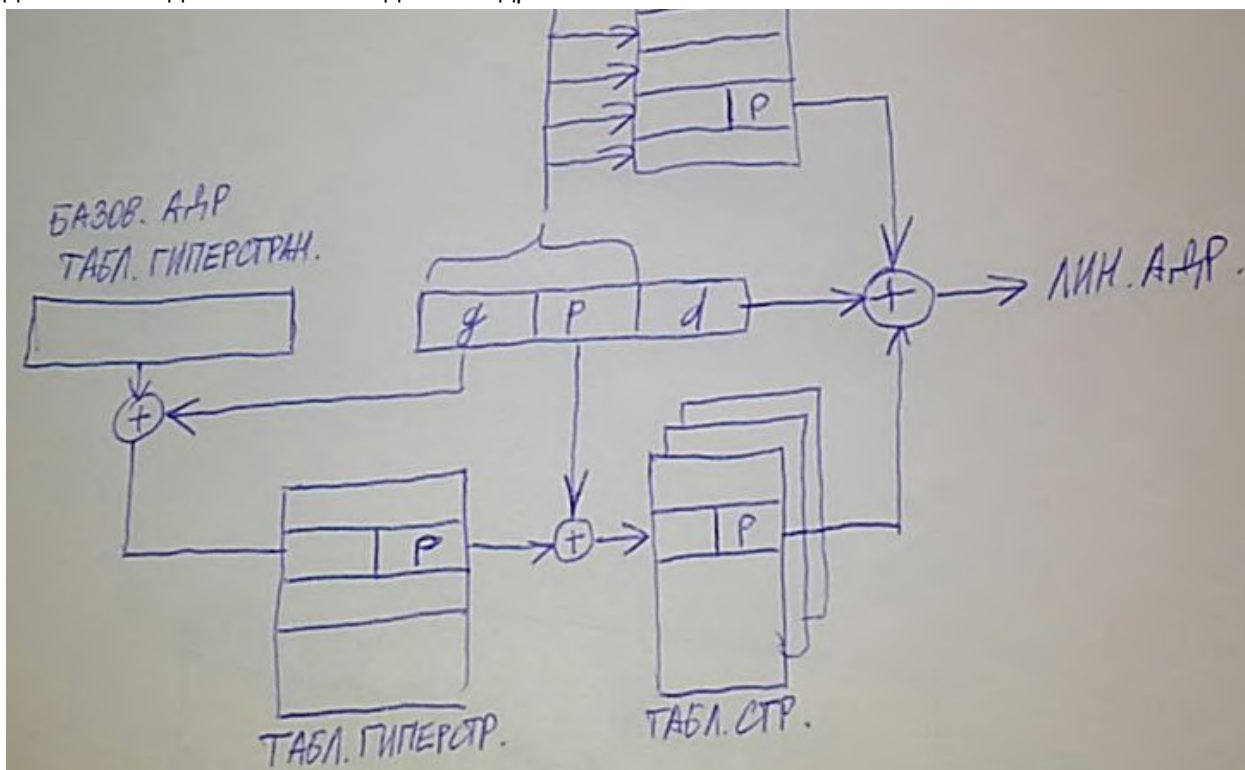 P
БАЗОВ. АДР
ТАБЛ. ГИПЕРСТРАН.
g P d
+
ЛИН. АДР.
+
P
+
P
ТАБЛ. ГИПЕРСТР.
ТАБЛ. СТР.